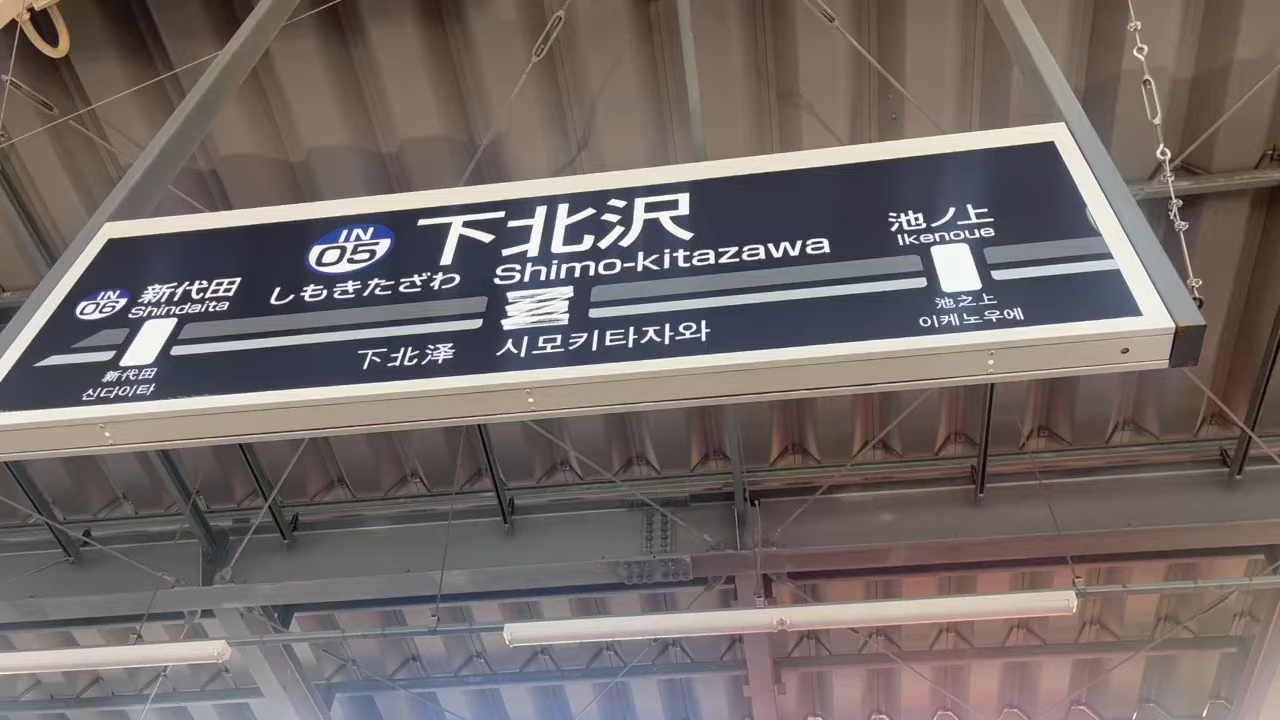 IN
05
下北沢
しもきたざわ
Shimo-kitazawa
下北泽
시모키타자와
IN
06
新代田
Shindaita
新代田
신다이타
池ノ上
Ikenoue
池之上
이케노우에